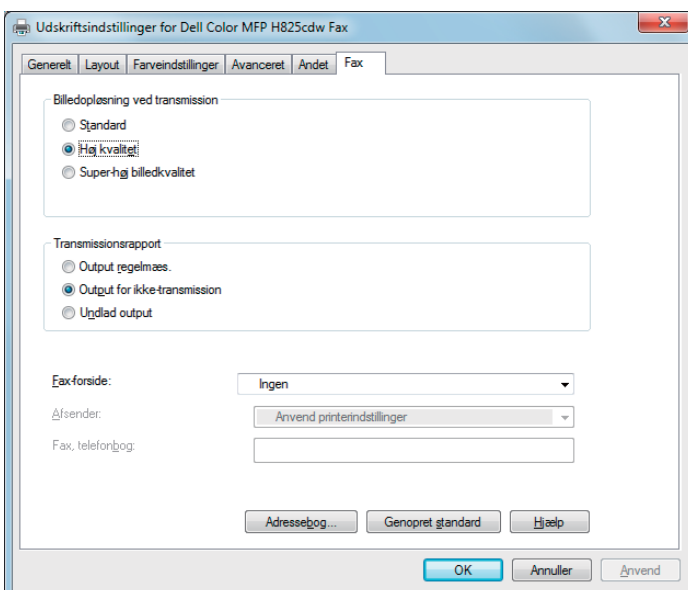 Udskriftsindstillinger for Dell Color MFP H825cdw Fax
Generelt Layout Farveindstillinger Avanceret Andet Fax
Billedopløsning ved transmission
Standard
Høj kvalitet
Super-høj billedkvalitet
Transmissionsrapport
Output regelmæs.
Output for ikke-transmission
Undlad output
Fax-forside: Ingen
Afsender: Anvend printerindstillinger
Fax, telefonbog:
Adressebog... Genopret standard Hjælp
OK Annuller Anvend